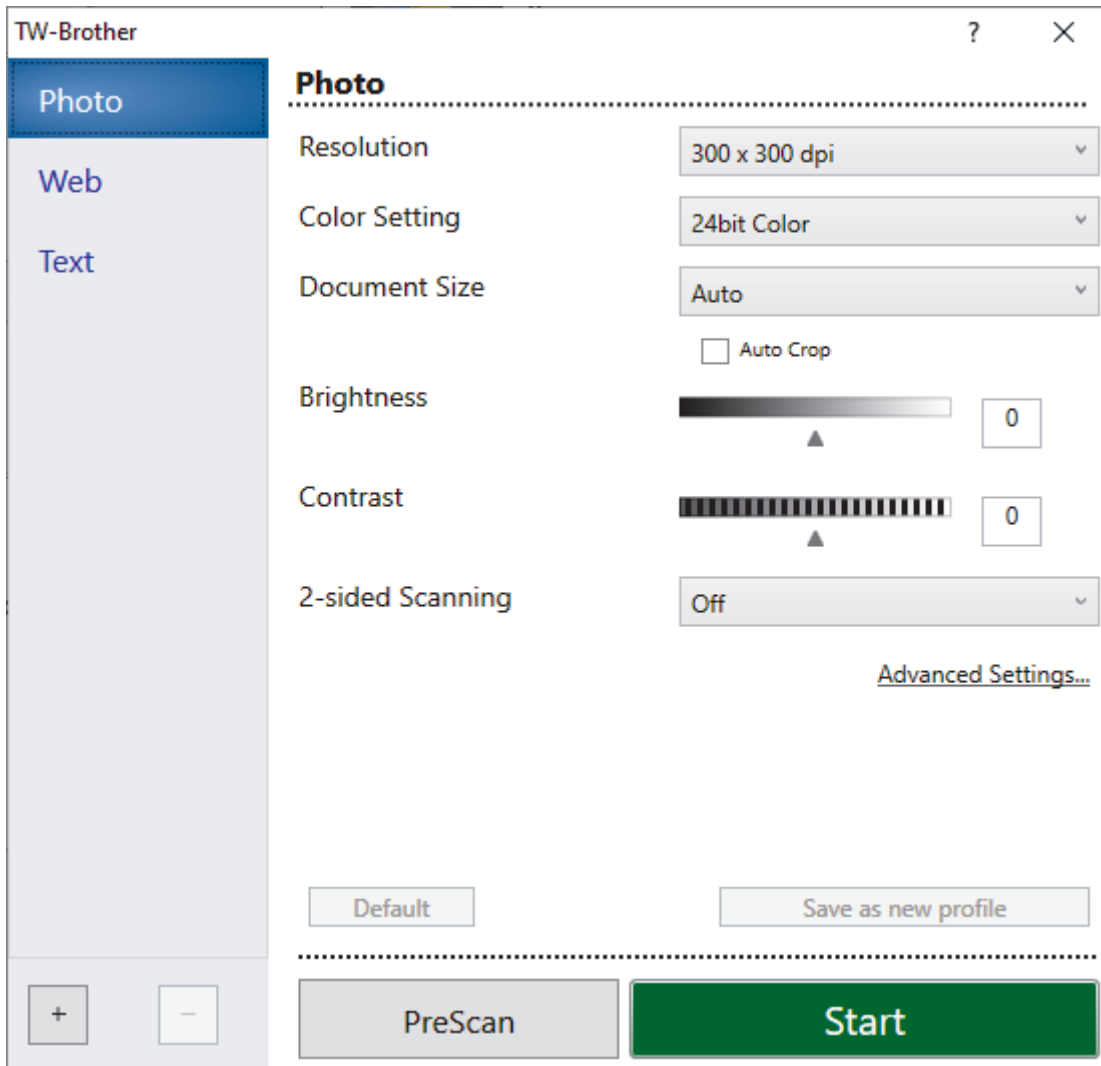 TW-Brother ?
Photo
Web
Text
Photo
Resolution 300 x 300 dpi
Color Setting 24bit Color
Document Size Auto
Auto Crop
Brightness 0
Contrast 0
2-sided Scanning Off
Advanced Settings...
Default Save as new profile
+ −
PreScan Start